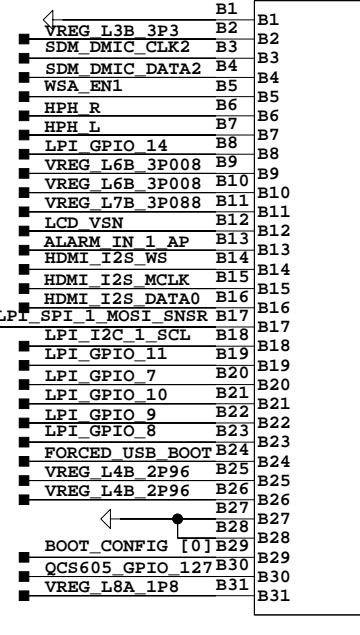 B1 B1
VREG_L3B_3P3 B2 B2
SDM_DMIC_CLK2 B3 B3
SDM_DMIC_DATA2 B4 B4
WSA_EN1 B5 B5
HPH_R B6 B6
HPH_L B7 B7
LPI_GPIO_14 B8 B8
VREG_L6B_3P008 B9 B9
VREG_L6B_3P008 B10 B10
VREG_L7B_3P088 B11 B11
LCD_VSN B12 B12
ALARM_IN_1_AP B13 B13
HDMI_I2S_WS B14 B14
HDMI_I2S_MCLK B15 B15
HDMI_I2S_DATA0 B16 B16
LPI_SPI_1_MOSI_SNSR B17 B17
LPI_I2C_1_SCL B18 B18
LPI_GPIO_11 B19 B19
LPI_GPIO_7 B20 B20
LPI_GPIO_10 B21 B21
LPI_GPIO_9 B22 B22
LPI_GPIO_8 B23 B23
FORCED_USB_BOOT B24 B24
VREG_L4B_2P96 B25 B25
VREG_L4B_2P96 B26 B26
B27 B27
B28 B28
BOOT_CONFIG [0] B29 B29
QCS605_GPIO_127 B30 B30
VREG_L8A_1P8 B31 B31